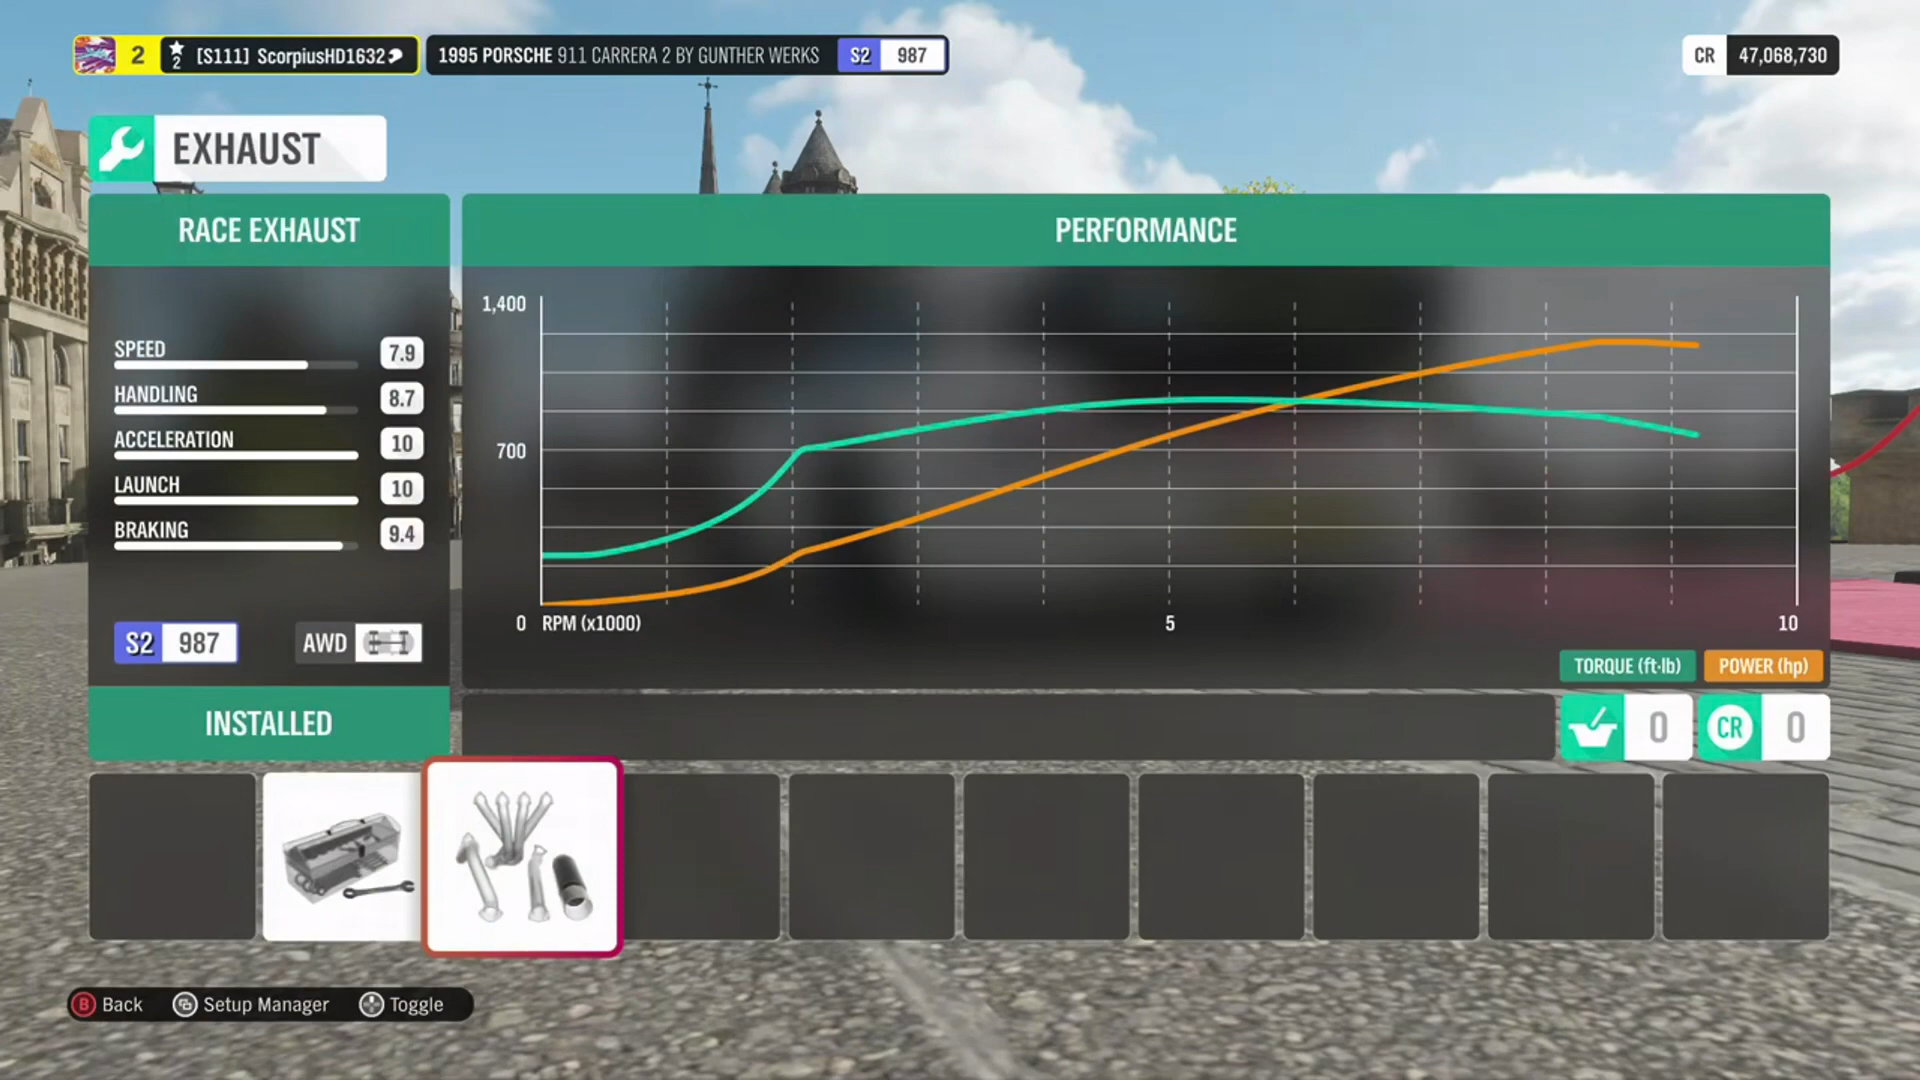 2 2 [S111] ScorpiusHD1632 1995 PORSCHE 911 CARRERA 2 BY GUNTHER WERKS S2 987 CR 47,068,730
EXHAUST
RACE EXHAUST
SPEED 7.9
HANDLING 8.7
ACCELERATION 10
LAUNCH 10
BRAKING 9.4
S2 987 AWD
INSTALLED
PERFORMANCE
1,400
700
0 RPM (x1000) 5 10
TORQUE (ft·lb) POWER (hp)
0 CR 0
B Back Setup Manager Toggle